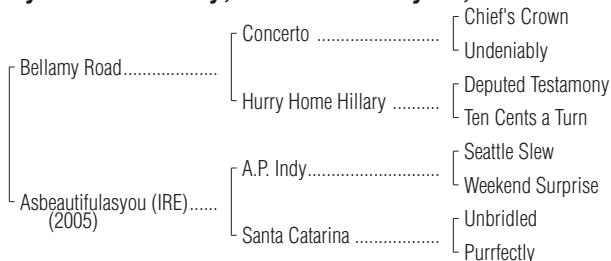 Chief's Crown
Concerto ......................
Undeniably
Bellamy Road...................
Deputed Testamony
Hurry Home Hillary ..........
Ten Cents a Turn
Seattle Slew
A.P. Indy........................
Weekend Surprise
Asbeautifulasyou (IRE)......
(2005)
Unbridled
Santa Catarina .................
Purrfectly